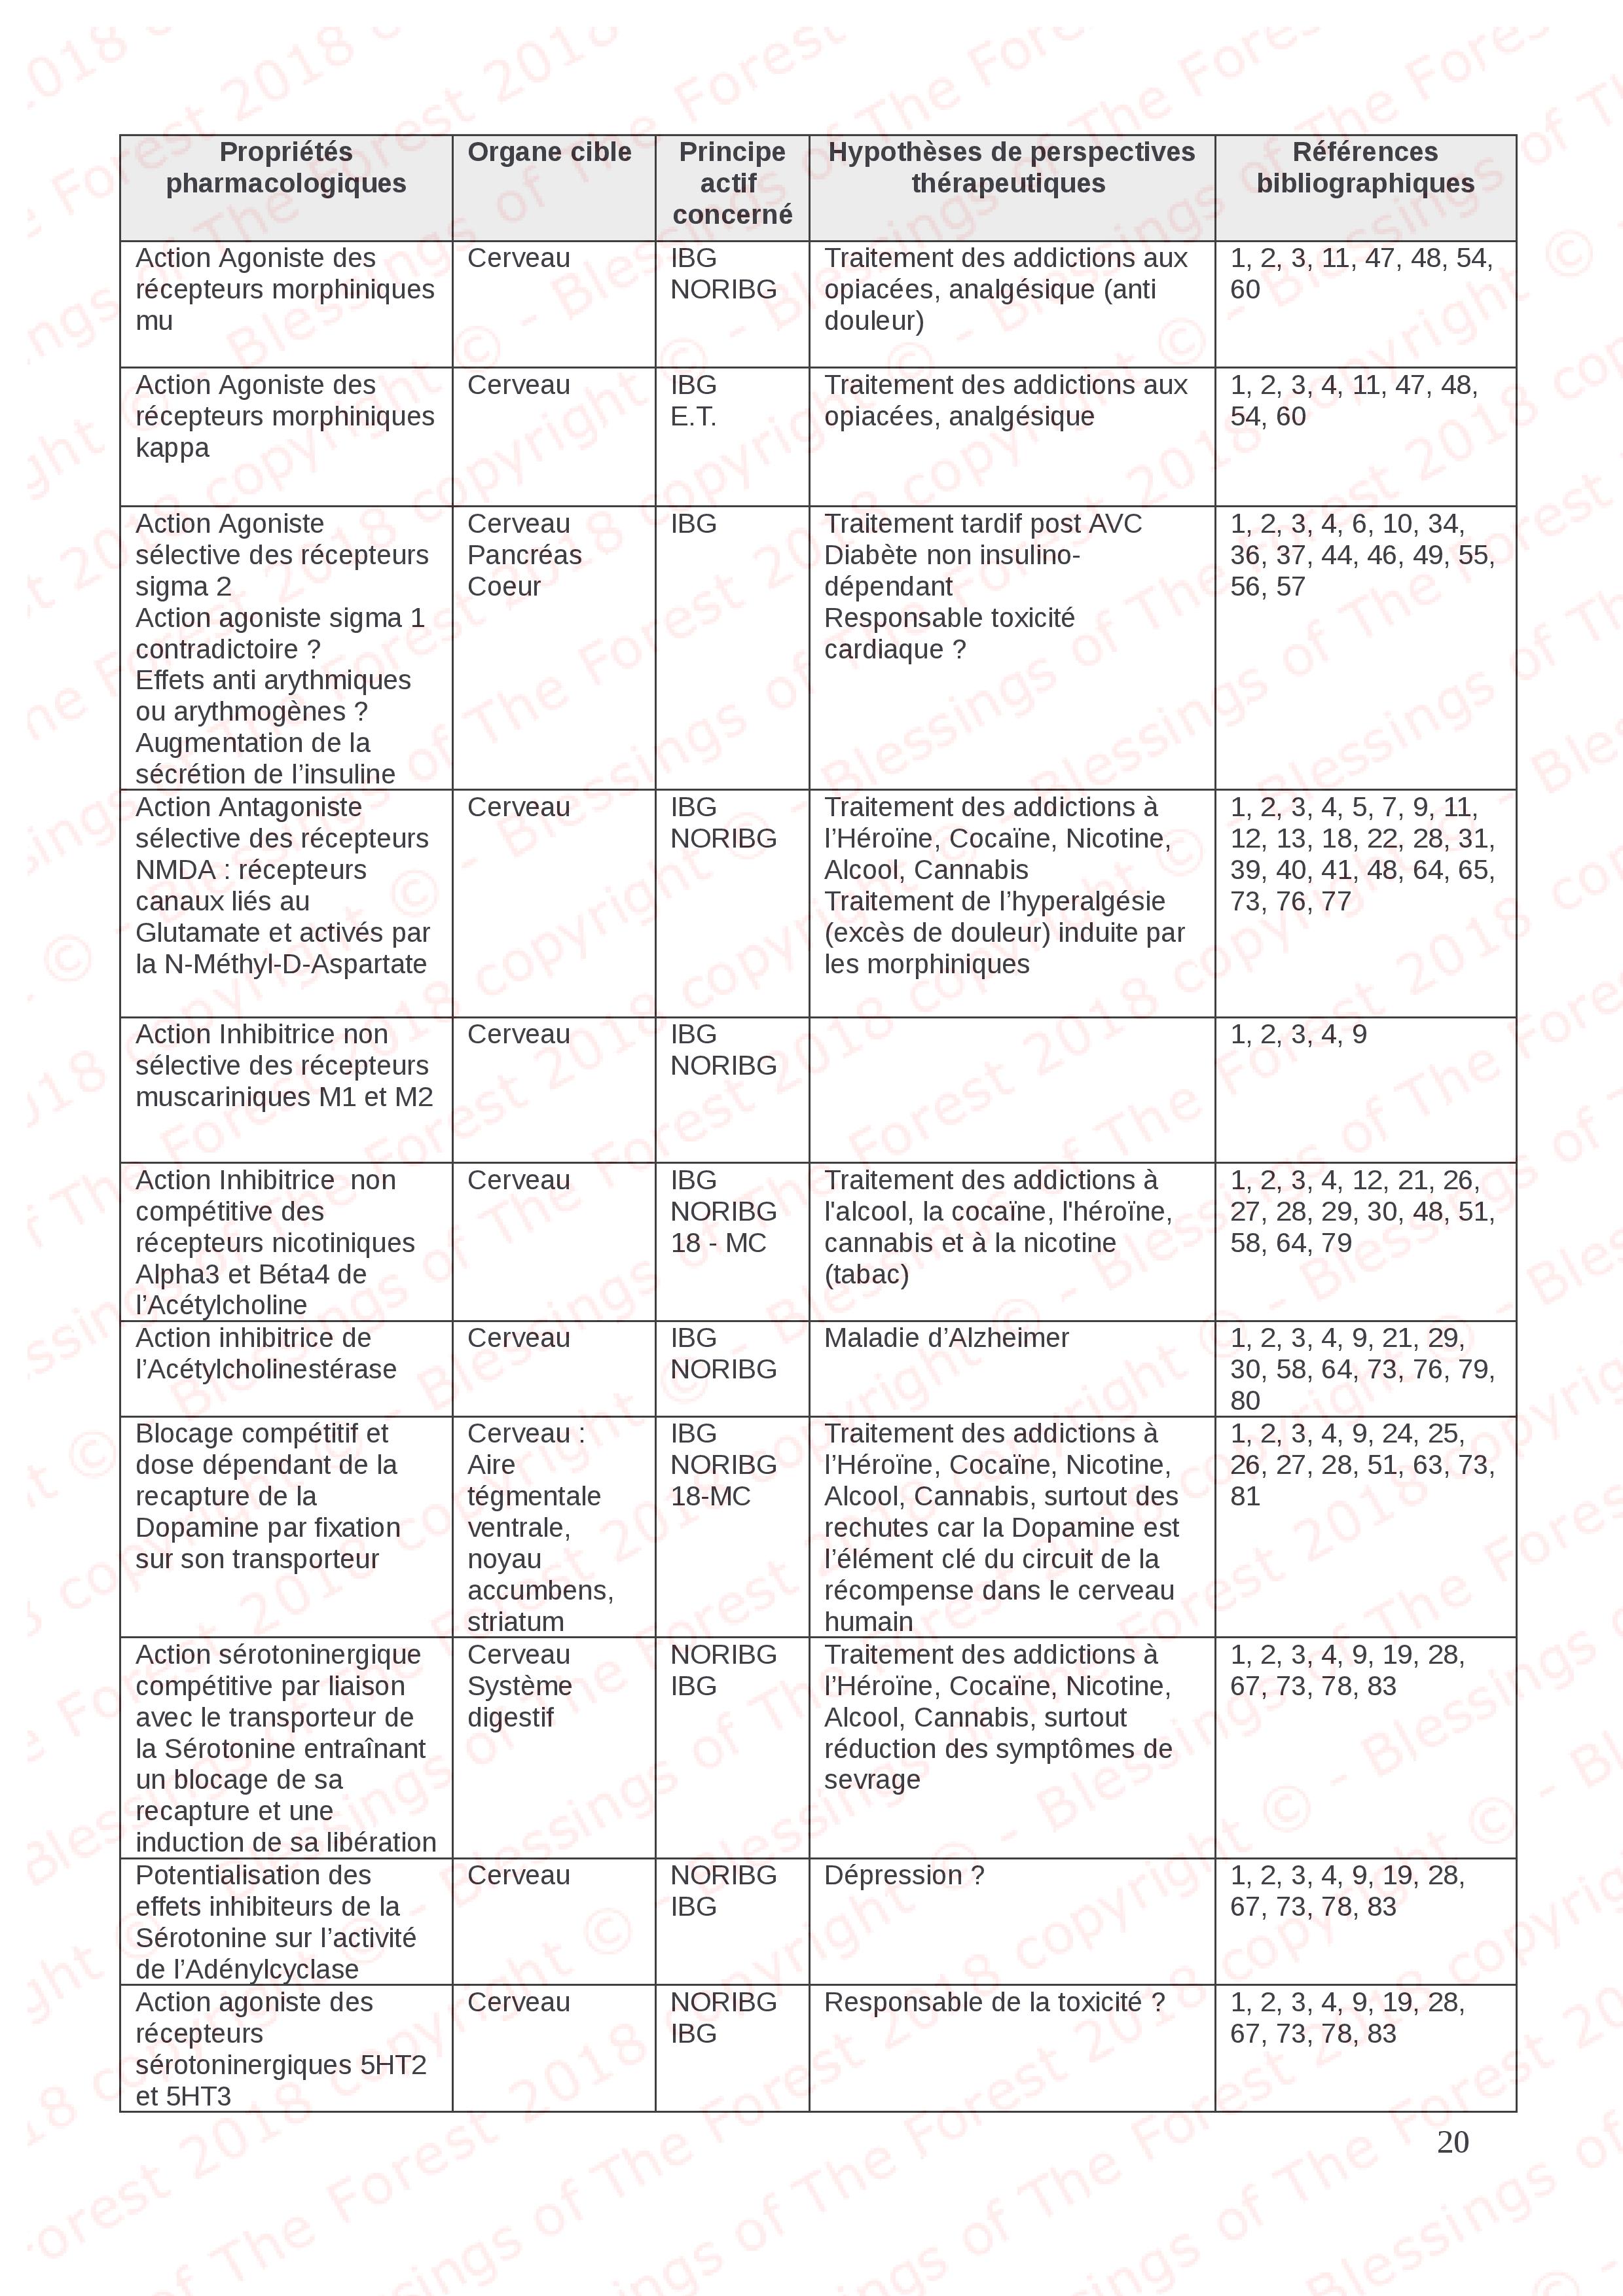 Propriétés
pharmacologiques
Organe cible
Principe
actif
concerné
Hypothèses de perspectives
thérapeutiques
Références
bibliographiques
Action Agoniste des
récepteurs morphiniques
mu
Cerveau
IBG
NORIBG
Traitement des addictions aux
opiacées, analgésique (anti
douleur)
1, 2, 3, 11, 47, 48, 54,
60
Action Agoniste des
récepteurs morphiniques
kappa
Cerveau
IBG
E.T.
Traitement des addictions aux
opiacées, analgésique
1, 2, 3, 4, 11, 47, 48,
54, 60
Action Agoniste
sélective des récepteurs
sigma 2
Action agoniste sigma 1
contradictoire ?
Effets anti arythmiques
ou arythmogènes ?
Augmentation de la
sécrétion de l’insuline
Cerveau
Pancréas
Coeur
IBG
Traitement tardif post AVC
Diabète non insulino-
dépendant
Responsable toxicité
cardiaque ?
1, 2, 3, 4, 6, 10, 34,
36, 37, 44, 46, 49, 55,
56, 57
Action Antagoniste
sélective des récepteurs
NMDA : récepteurs
canaux liés au
Glutamate et activés par
la N-Méthyl-D-Aspartate
Cerveau
IBG
NORIBG
Traitement des addictions à
l’Héroïne, Cocaïne, Nicotine,
Alcool, Cannabis
Traitement de l’hyperalgésie
(excès de douleur) induite par
les morphiniques
1, 2, 3, 4, 5, 7, 9, 11,
12, 13, 18, 22, 28, 31,
39, 40, 41, 48, 64, 65,
73, 76, 77
Action Inhibitrice non
sélective des récepteurs
muscariniques M1 et M2
Cerveau
IBG
NORIBG
1, 2, 3, 4, 9
Action Inhibitrice  non
compétitive des
récepteurs nicotiniques
Alpha3 et Béta4 de
l’Acétylcholine
Cerveau
IBG
NORIBG
18 - MC
Traitement des addictions à
l'alcool, la cocaïne, l'héroïne,
cannabis et à la nicotine
(tabac)
1, 2, 3, 4, 12, 21, 26,
27, 28, 29, 30, 48, 51,
58, 64, 79
Action inhibitrice de
l’Acétylcholinestérase
Cerveau
IBG
NORIBG
Maladie d’Alzheimer
1, 2, 3, 4, 9, 21, 29,
30, 58, 64, 73, 76, 79,
80
Blocage compétitif et
dose dépendant de la
recapture de la
Dopamine par fixation
sur son transporteur
Cerveau :
Aire
tégmentale
ventrale,
noyau
accumbens,
striatum
IBG
NORIBG
18-MC
Traitement des addictions à
l’Héroïne, Cocaïne, Nicotine,
Alcool, Cannabis, surtout des
rechutes car la Dopamine est
l’élément clé du circuit de la
récompense dans le cerveau
humain
1, 2, 3, 4, 9, 24, 25,
26, 27, 28, 51, 63, 73,
81
Action sérotoninergique
compétitive par liaison
avec le transporteur de
la Sérotonine entraînant
un blocage de sa
recapture et une
induction de sa libération
Cerveau
Système
digestif
NORIBG
IBG
Traitement des addictions à
l’Héroïne, Cocaïne, Nicotine,
Alcool, Cannabis, surtout
réduction des symptômes de
sevrage
1, 2, 3, 4, 9, 19, 28,
67, 73, 78, 83
Potentialisation des
effets inhibiteurs de la
Sérotonine sur l’activité
de l’Adénylcyclase
Cerveau
NORIBG
IBG
Dépression ?
1, 2, 3, 4, 9, 19, 28,
67, 73, 78, 83
Action agoniste des
récepteurs
sérotoninergiques 5HT2
et 5HT3
Cerveau
NORIBG
IBG
Responsable de la toxicité ?
1, 2, 3, 4, 9, 19, 28,
67, 73, 78, 83
20
Blessings of The Forest 2018 copyright ©